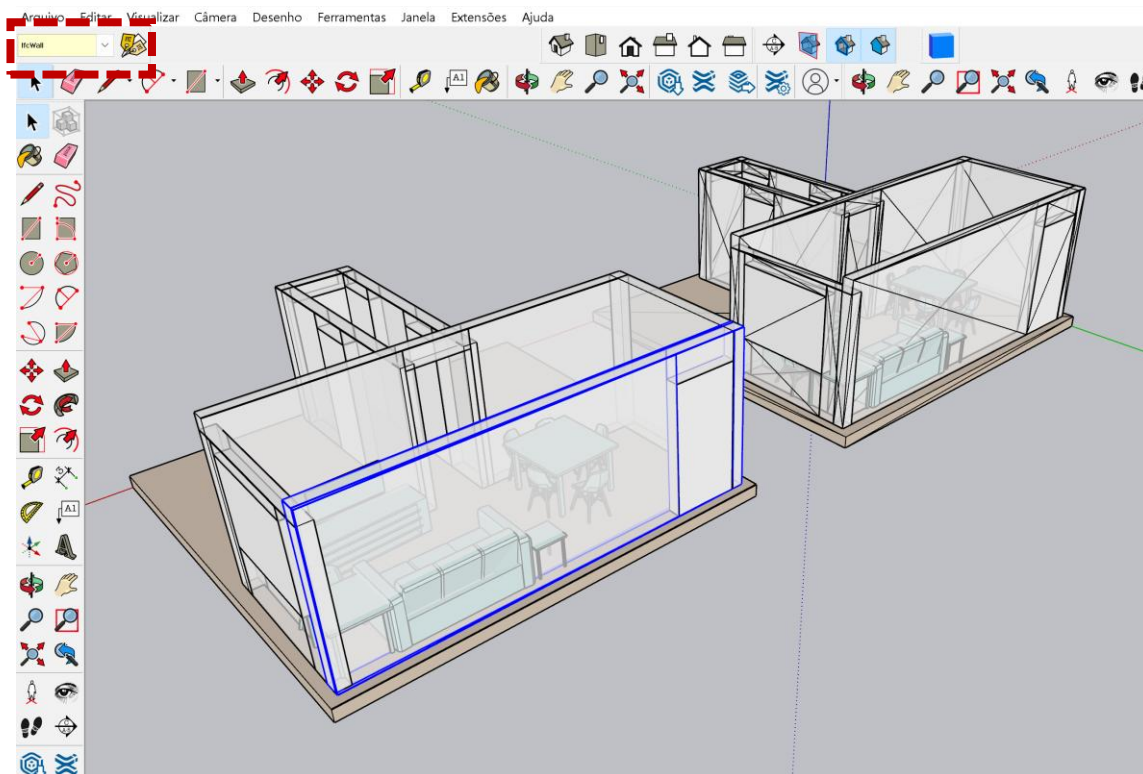 Arquivo Editar Visualizar Câmera Desenho Ferramentas Janela Extensões Ajuda
IfcWall
A1
A1